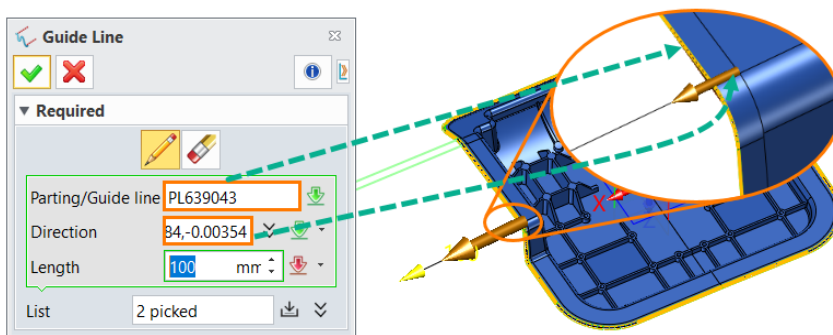 Guide Line
Required
Parting/Guide line PL639043
Direction 84,-0.00354
Length 100 mm
List 2 picked
X
Z